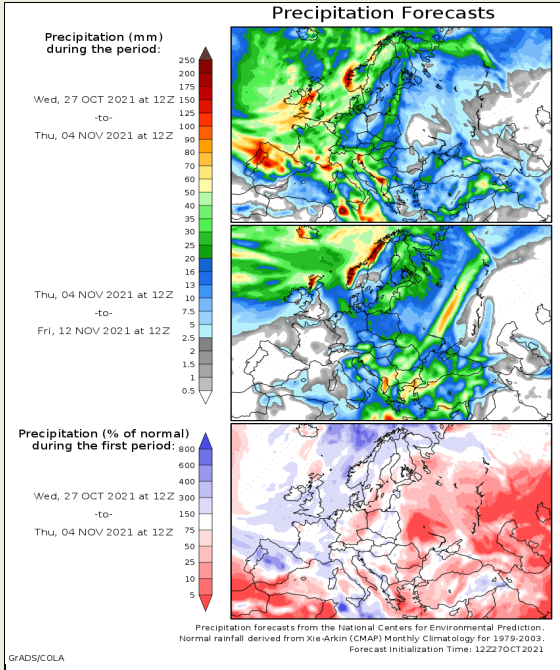 Precipitation Forecasts
Precipitation (mm)
during the period:
250
200
175
150
125
100
90
80
70
60
50
40
35
30
25
20
16
13
10
7.5
5
2.5
2
1.5
1
0.5
Wed, 27 OCT 2021 at 12Z
-to-
Thu, 04 NOV 2021 at 12Z
Thu, 04 NOV 2021 at 12Z
-to-
Fri, 12 NOV 2021 at 12Z
Precipitation (% of normal)
during the first period:
800
600
400
300
150
75
50
25
10
5
Wed, 27 OCT 2021 at 12Z
-to-
Thu, 04 NOV 2021 at 12Z
Precipitation forecasts from the National Centers for Environmental Prediction.
Normal rainfall derived from Xie-Arkin (CMAP) Monthly Climatology for 1979-2003.
Forecast Initialization Time: 12Z27OCT2021
GrADS/COLA